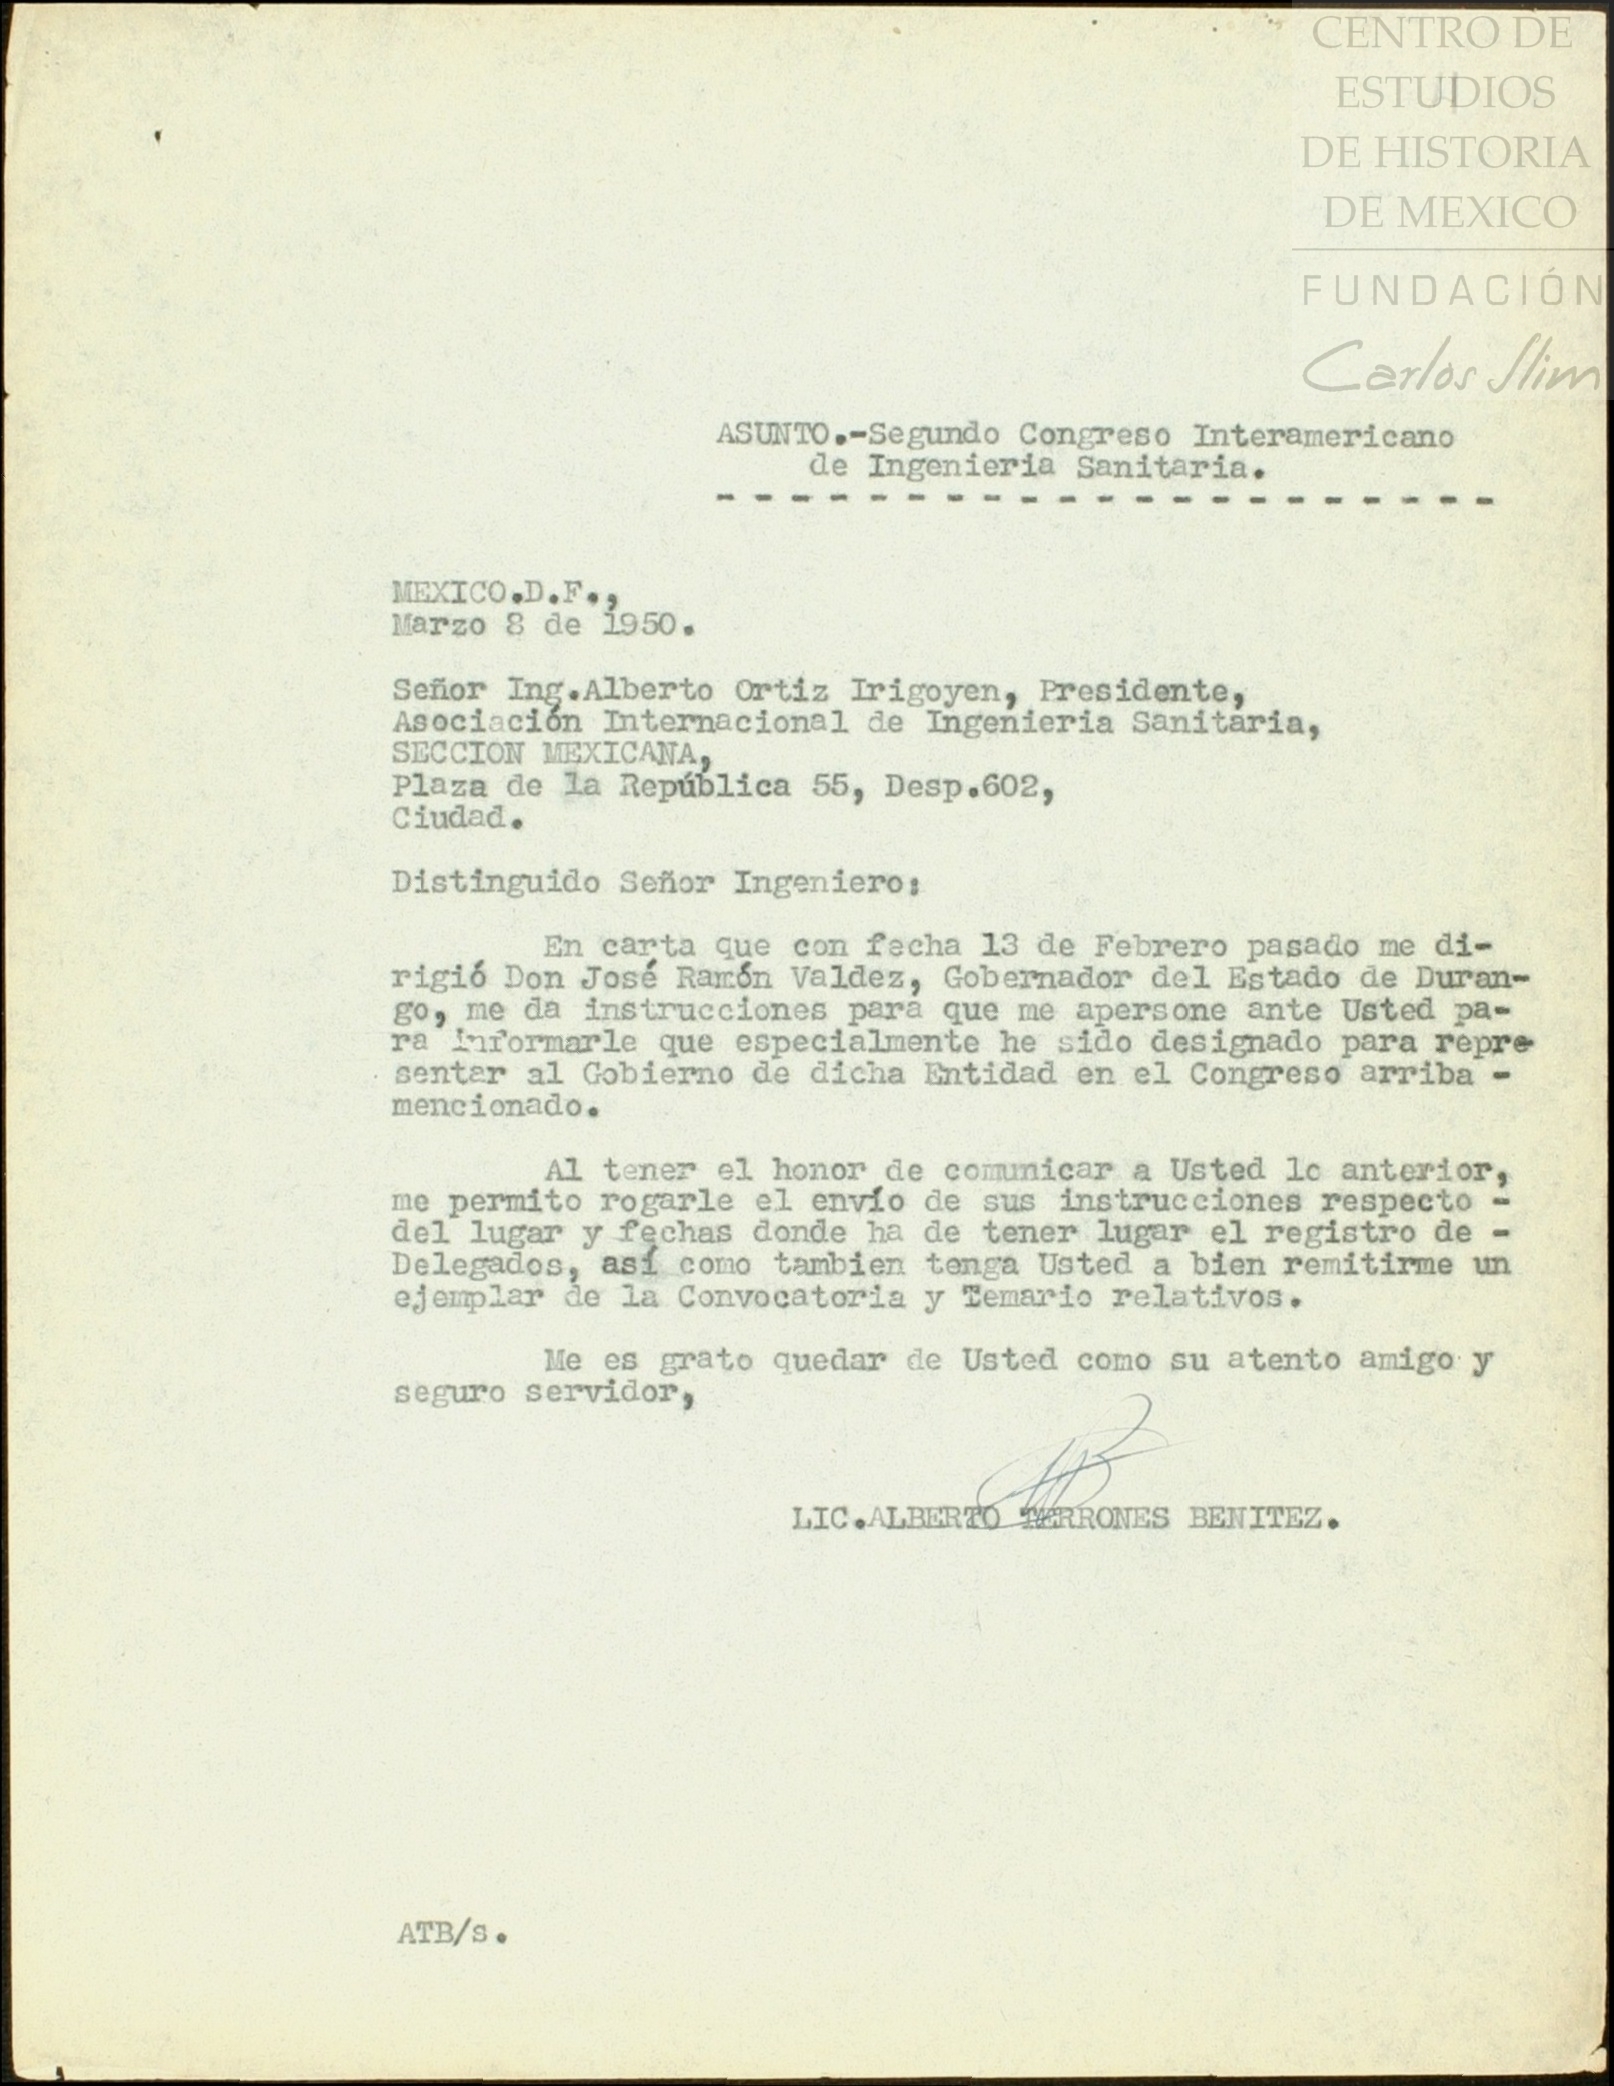 CENTRO DE
ESTUDIOS
DE HISTORIA
DE MEXICO
FUNDACIÓN
Carlos Slim
ASUNTO.-Segundo Congreso Interamericano
de Ingenieria Sanitaria.
- - - - - - - - - - - - - - - - - - - - -
MEXICO.D.F.,
Marzo 8 de 1950.
Señor Ing.Alberto Ortiz Irigoyen, Presidente,
Asociación Internacional de Ingenieria Sanitaria,
SECCION MEXICANA,
Plaza de la República 55, Desp.602,
Ciudad.
Distinguido Señor Ingeniero:
En carta que con fecha 13 de Febrero pasado me di-
rigió Don José Ramón Valdez, Gobernador del Estado de Duran-
go, me da instrucciones para que me apersone ante Usted pa-
ra informarle que especialmente he sido designado para repre
sentar al Gobierno de dicha Entidad en el Congreso arriba -
mencionado.
Al tener el honor de comunicar a Usted lo anterior,
me permito rogarle el envío de sus instrucciones respecto -
del lugar y fechas donde ha de tener lugar el registro de -
Delegados, así como tambien tenga Usted a bien remitirme un
ejemplar de la Convocatoria y Temario relativos.
Me es grato quedar de Usted como su atento amigo y
seguro servidor,
LIC.ALBERTO TERRONES BENITEZ.
ATB/s.